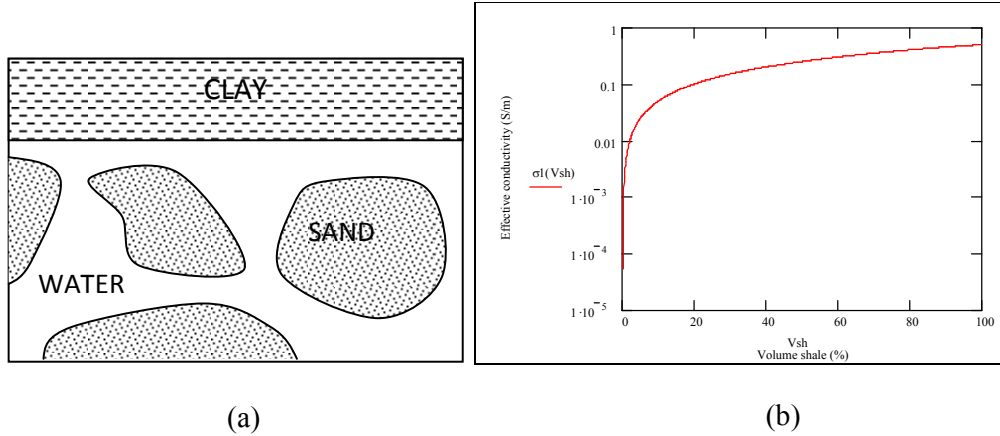 CLAY
SAND
WATER
(a)
1
0.1
0.01
1·10⁻³
1·10⁻⁴
1·10⁻⁵
Effective conductivity (S/m)
σl(Vsh)
0 20 40 60 80 100
Vsh
Volume shale (%)
(b)